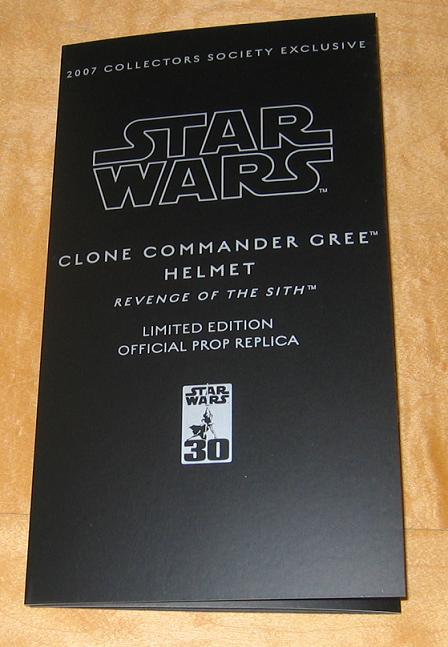 2007 COLLECTORS SOCIETY EXCLUSIVE
STAR
WARS™
CLONE COMMANDER GREE™
HELMET
REVENGE OF THE SITH™
LIMITED EDITION
OFFICIAL PROP REPLICA
STAR
WARS
30